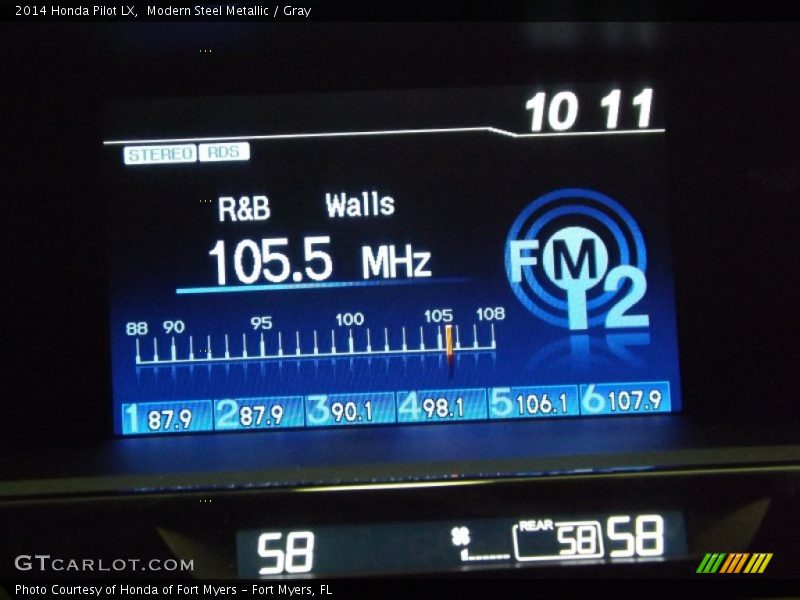 2014 Honda Pilot LX,  Modern Steel Metallic / Gray
10 11
STEREO RDS
R&B Walls
105.5 MHz
FM 2
88 90 95 100 105 108
1 87.9 2 87.9 3 90.1 4 98.1 5 106.1 6 107.9
58 REAR 58 58
GTCARLOT.COM
Photo Courtesy of Honda of Fort Myers - Fort Myers, FL